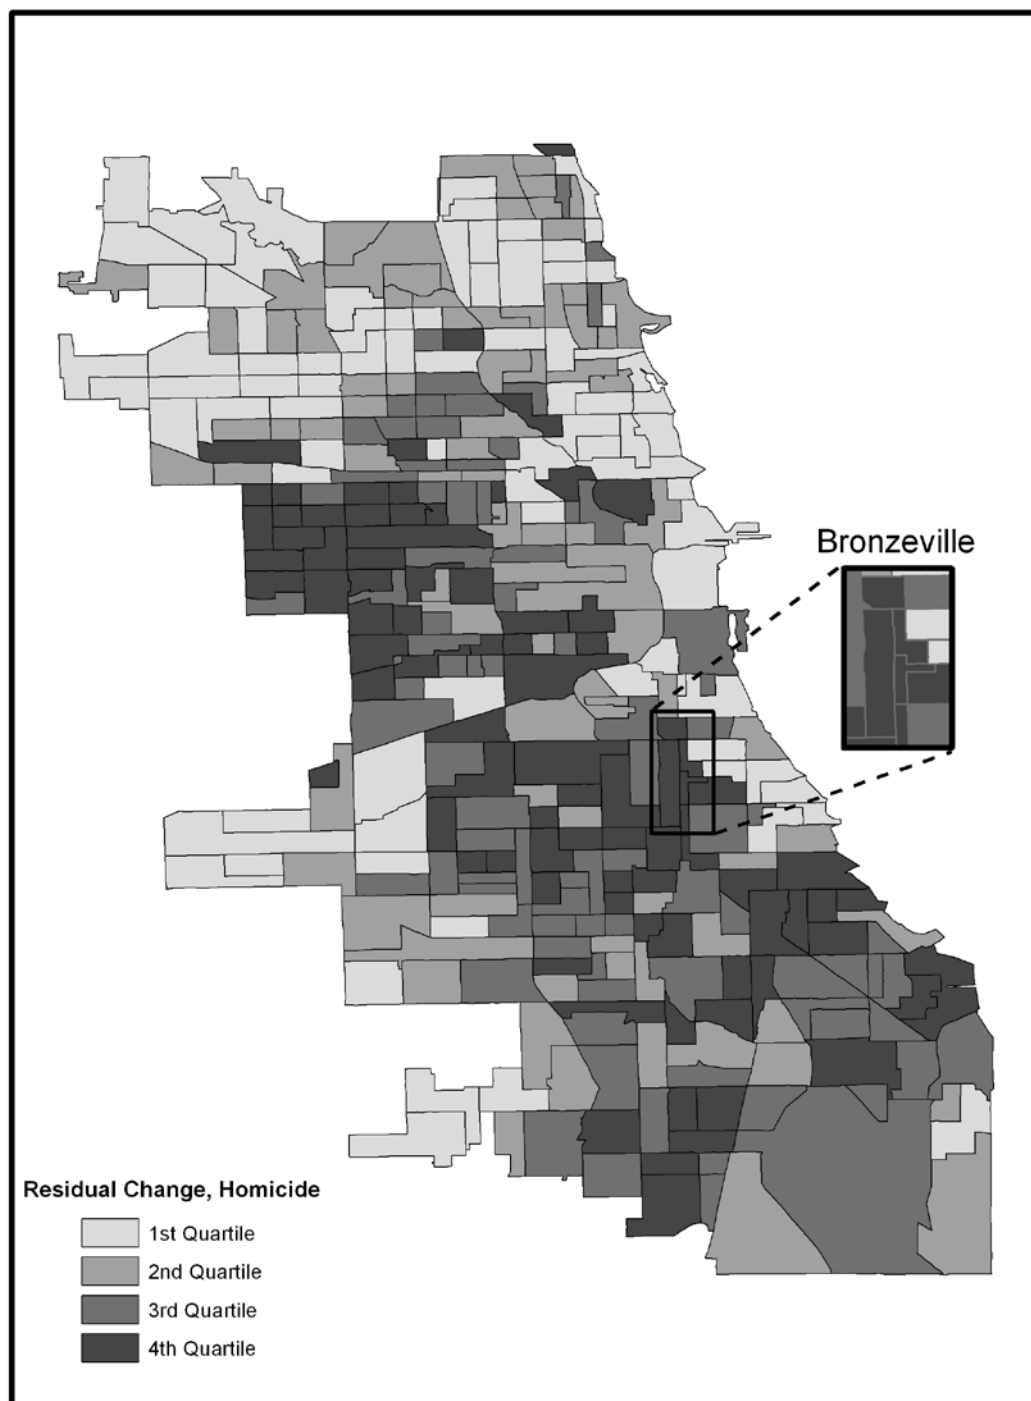 Bronzeville
Residual Change, Homicide
1st Quartile
2nd Quartile
3rd Quartile
4th Quartile